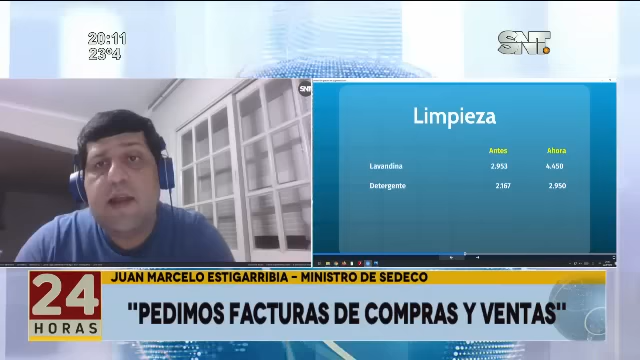 20:11
23°4
SNT.
SNT
Limpieza
Antes Ahora
Lavandina 2.953 4.450
Detergente 2.167 2.950
JUAN MARCELO ESTIGARRIBIA - MINISTRO DE SEDECO
24
HORAS
"PEDIMOS FACTURAS DE COMPRAS Y VENTAS"